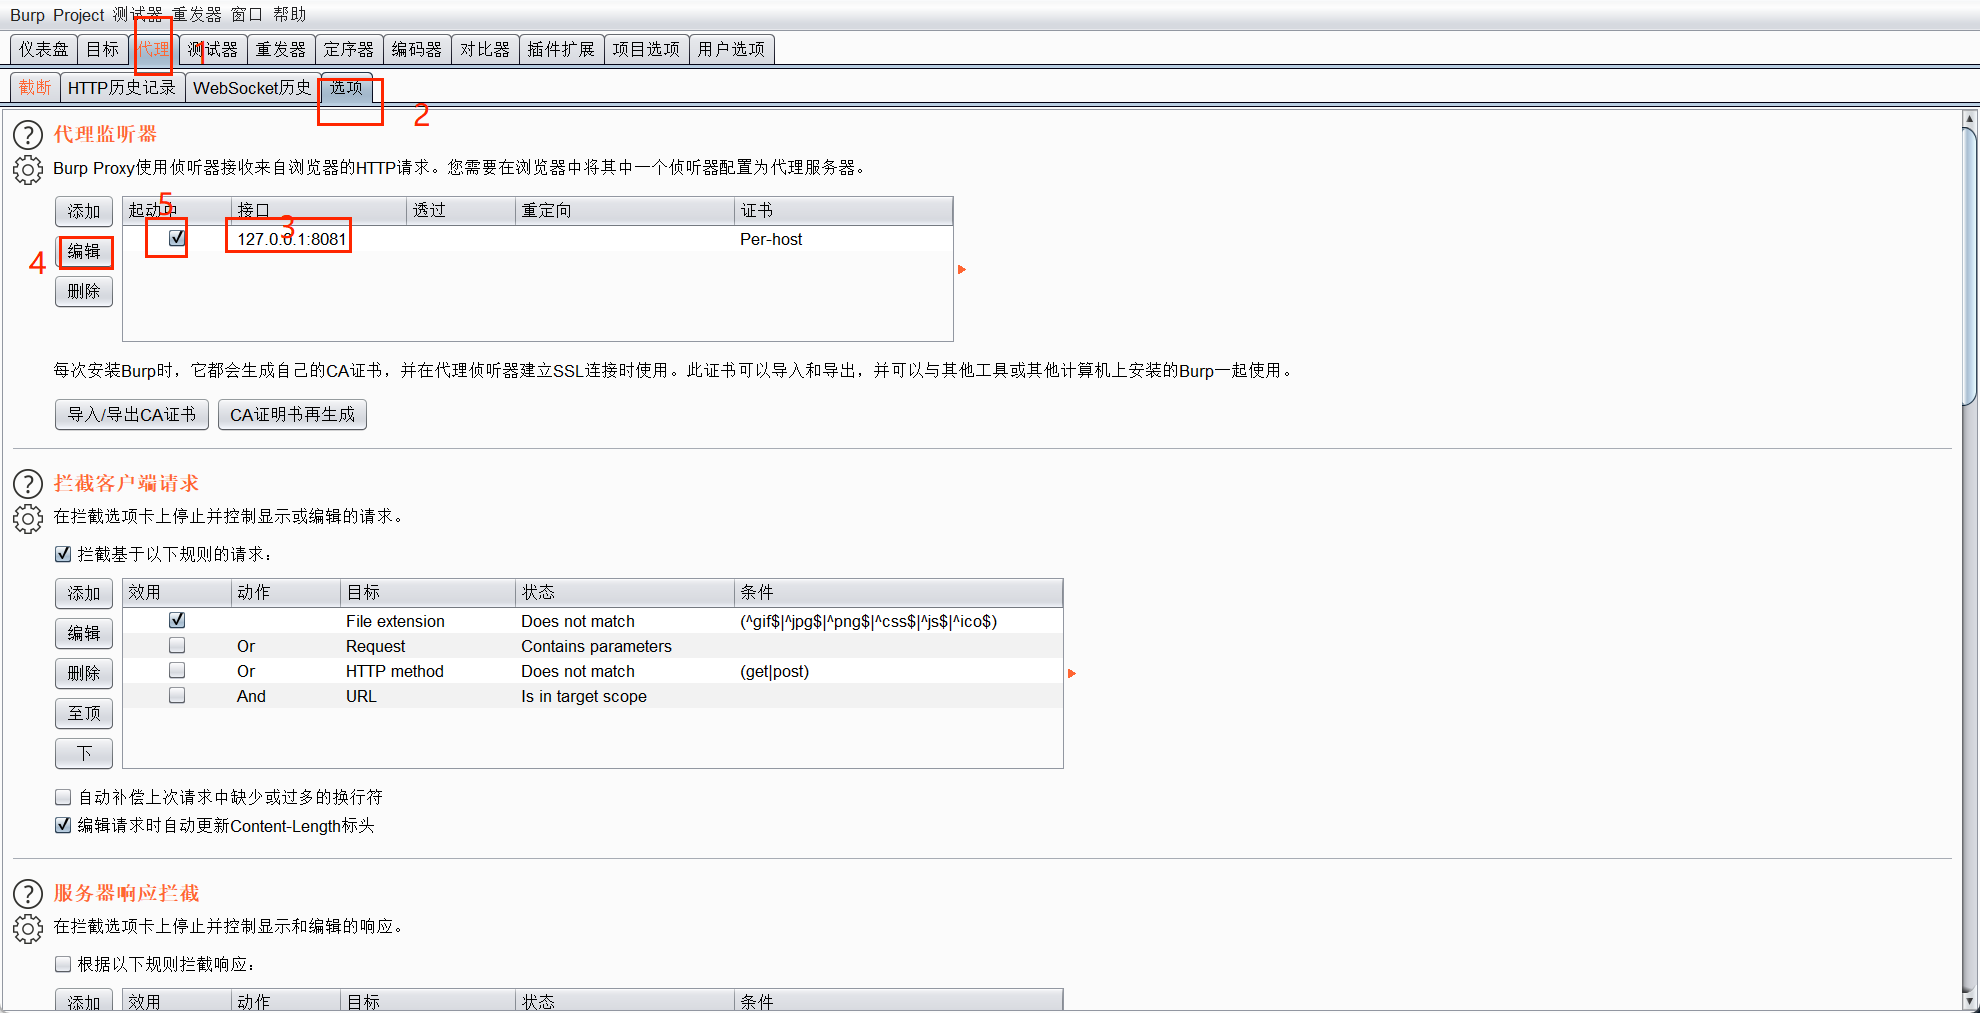 Burp Project 测试器 重发器 窗口 帮助
仪表盘 目标 代理 测试器 重发器 定序器 编码器 对比器 插件扩展 项目选项 用户选项
1
截断 HTTP历史记录 WebSocket历史 选项
2
代理监听器
Burp Proxy使用侦听器接收来自浏览器的HTTP请求。您需要在浏览器中将其中一个侦听器配置为代理服务器。
5
添加 起动中 接口 透过 重定向 证书
3
127.0.0.1:8081 Per-host
4 编辑
删除
每次安装Burp时，它都会生成自己的CA证书，并在代理侦听器建立SSL连接时使用。此证书可以导入和导出，并可以与其他工具或其他计算机上安装的Burp一起使用。
导入/导出CA证书 CA证明书再生成
拦截客户端请求
在拦截选项卡上停止并控制显示或编辑的请求。
拦截基于以下规则的请求：
添加 效用 动作 目标 状态 条件
File extension Does not match (^gif$|^jpg$|^png$|^css$|^js$|^ico$)
编辑 Or Request Contains parameters
删除 Or HTTP method Does not match (get|post)
And URL Is in target scope
至顶
下
自动补偿上次请求中缺少或过多的换行符
编辑请求时自动更新Content-Length标头
服务器响应拦截
在拦截选项卡上停止并控制显示和编辑的响应。
根据以下规则拦截响应：
添加 效用 动作 目标 状态 条件